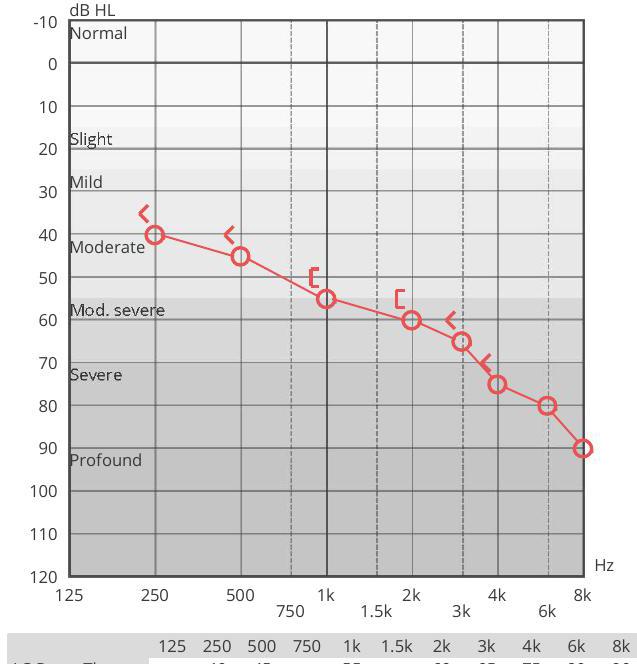 dB HL
-10
Normal
0
10
Slight
20
Mild
30
40
Moderate
50
Mod. severe
60
70
Severe
80
90
Profound
100
110
120
Hz
125 250 500 1k 2k 4k 8k
750 1.5k 3k 6k
125 250 500 750 1k 1.5k 2k 3k 4k 6k 8k